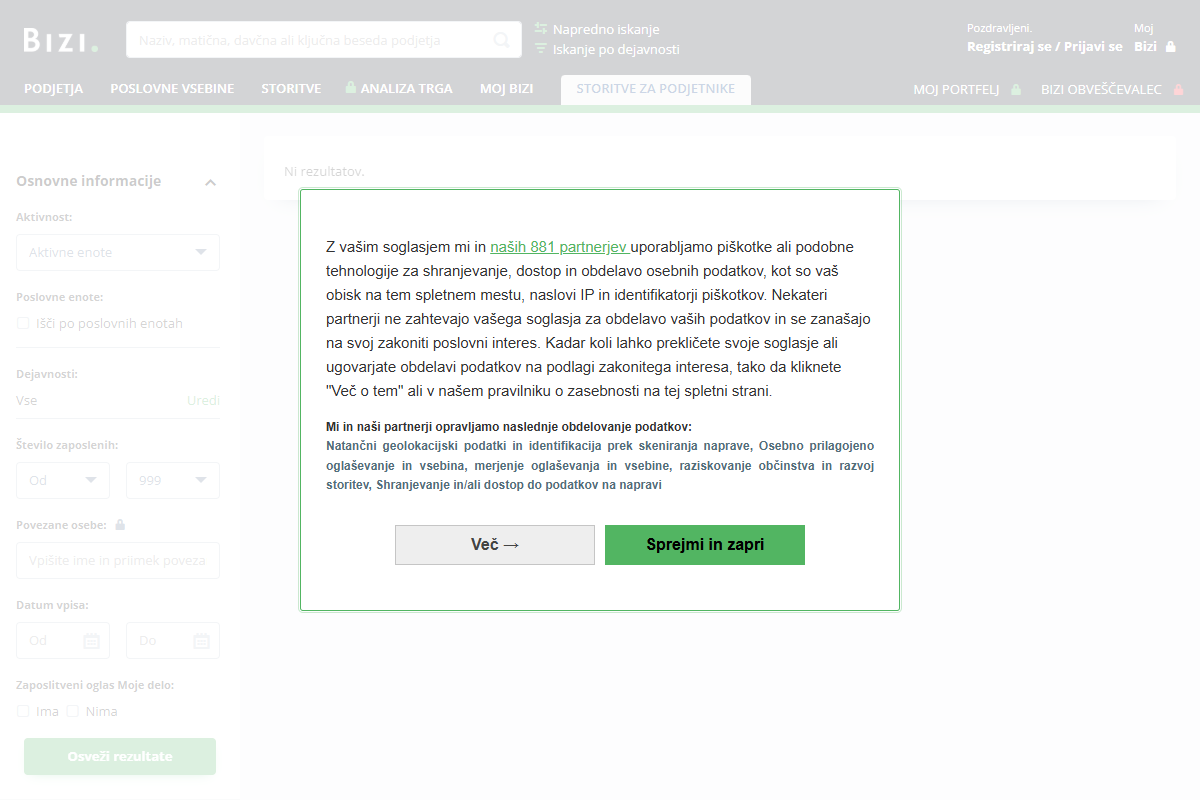 Bizi.
Naziv, matična, davčna ali ključna beseda podjetja
Napredno iskanje
Iskanje po dejavnosti
Pozdravljeni.
Registriraj se / Prijavi se
Moj
Bizi
PODJETJA
POSLOVNE VSEBINE
STORITVE
ANALIZA TRGA
MOJ BIZI
STORITVE ZA PODJETNIKE
MOJ PORTFELJ
BIZI OBVEŠČEVALEC
Osnovne informacije
Aktivnost:
Aktivne enote
Poslovne enote:
Išči po poslovnih enotah
Dejavnosti:
Vse
Uredi
Število zaposlenih:
Od
999
Povezane osebe:
Vpišite ime in priimek poveza
Datum vpisa:
Od
Do
Zaposlitveni oglas Moje delo:
Ima
Nima
Osveži rezultate
Ni rezultatov.
Z vašim soglasjem mi in naših 881 partnerjev uporabljamo piškotke ali podobne
tehnologije za shranjevanje, dostop in obdelavo osebnih podatkov, kot so vaš
obisk na tem spletnem mestu, naslovi IP in identifikatorji piškotkov. Nekateri
partnerji ne zahtevajo vašega soglasja za obdelavo vaših podatkov in se zanašajo
na svoj zakoniti poslovni interes. Kadar koli lahko prekličete svoje soglasje ali
ugovarjate obdelavi podatkov na podlagi zakonitega interesa, tako da kliknete
"Več o tem" ali v našem pravilniku o zasebnosti na tej spletni strani.
Mi in naši partnerji opravljamo naslednje obdelovanje podatkov:
Natančni geolokacijski podatki in identifikacija prek skeniranja naprave, Osebno prilagojeno
oglaševanje in vsebina, merjenje oglaševanja in vsebine, raziskovanje občinstva in razvoj
storitev, Shranjevanje in/ali dostop do podatkov na napravi
Več →
Sprejmi in zapri